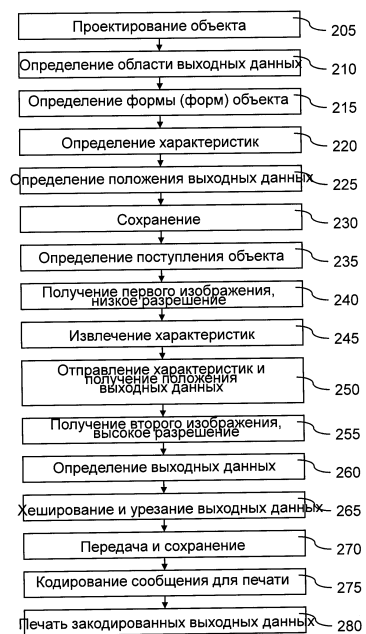 Проектирование объекта 205
Определение области выходных данных 210
Определение формы (форм) объекта 215
Определение характеристик 220
Определение положения выходных данных 225
Сохранение 230
Определение поступления объекта 235
Получение первого изображения,
низкое разрешение 240
Извлечение характеристик 245
Отправление характеристик и
получение положения
выходных данных 250
Получение второго изображения,
высокое разрешение 255
Определение выходных данных 260
Хеширование и урезание выходных данных 265
Передача и сохранение 270
Кодирование сообщения для печати 275
Печать закодированных выходных данных 280